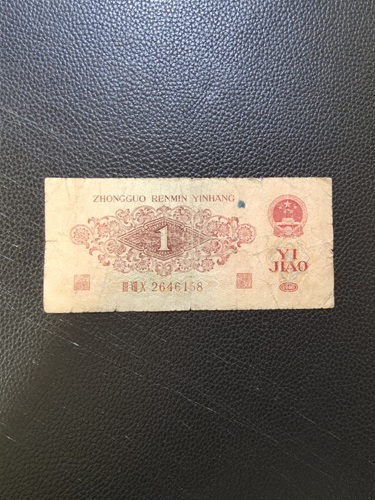 ZHONGGUO RENMIN YINHANG
1
YI
JIAO
X 2646158